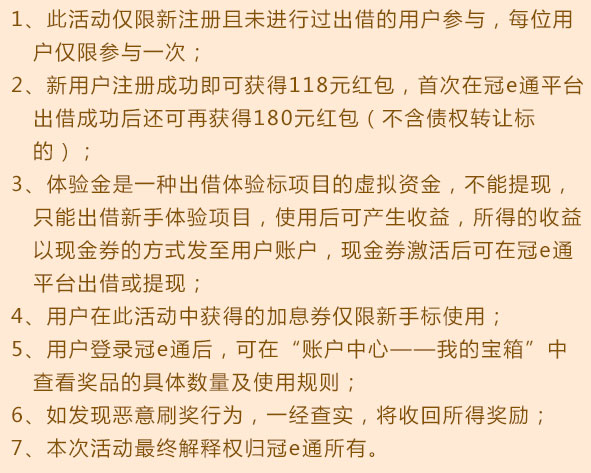 1、此活动仅限新注册且未进行过出借的用户参与，每位用
户仅限参与一次；
2、新用户注册成功即可获得118元红包，首次在冠e通平台
出借成功后还可再获得180元红包（不含债权转让标
的）；
3、体验金是一种出借体验标项目的虚拟资金，不能提现，
只能出借新手体验项目，使用后可产生收益，所得的收益
以现金券的方式发至用户账户，现金券激活后可在冠e通
平台出借或提现；
4、用户在此活动中获得的加息券仅限新手标使用；
5、用户登录冠e通后，可在“账户中心——我的宝箱”中
查看奖品的具体数量及使用规则；
6、如发现恶意刷奖行为，一经查实，将收回所得奖励；
7、本次活动最终解释权归冠e通所有。